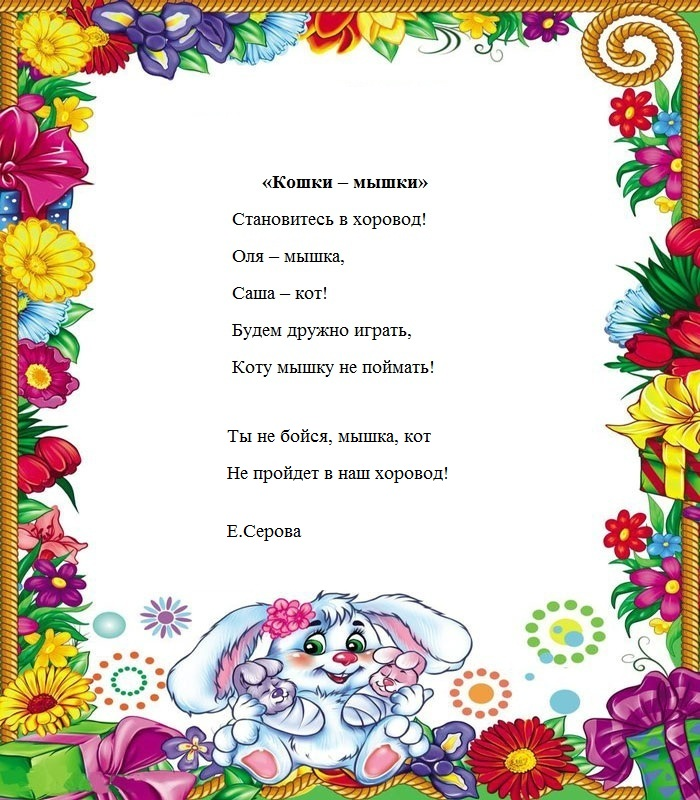 «Кошки – мышки»
Становитесь в хоровод!
Оля – мышка,
Саша – кот!
Будем дружно играть,
Коту мышку не поймать!
Ты не бойся, мышка, кот
Не пройдет в наш хоровод!
Е.Серова